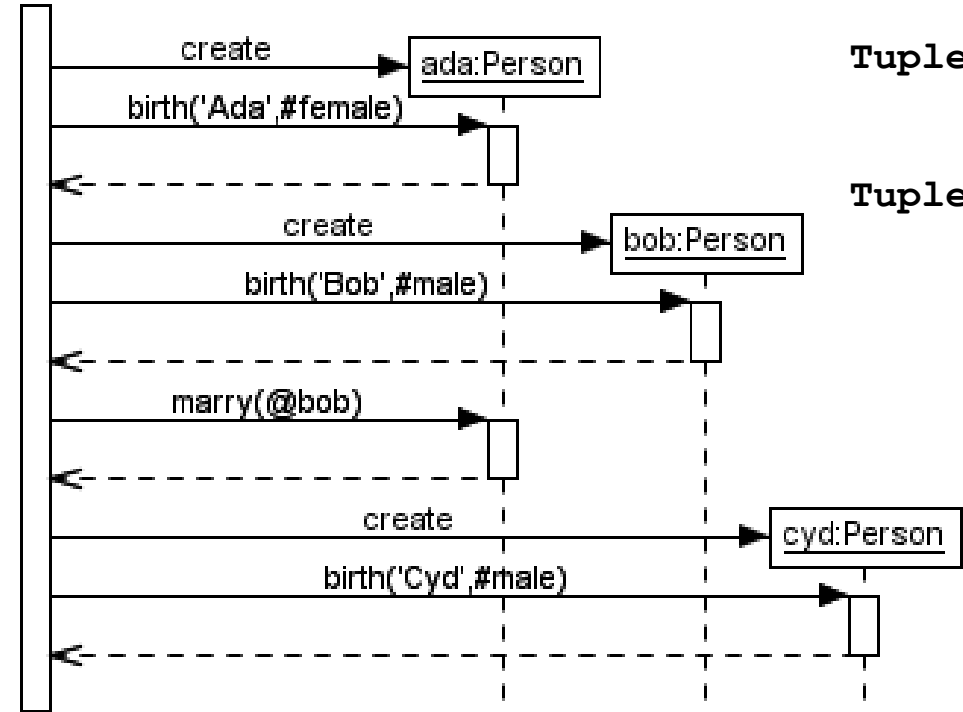 create
ada:Person
Tuple
birth('Ada',#female)
Tuple
create
bob:Person
birth('Bob',#male)
marry(@bob)
create
cyd:Person
birth('Cyd',#male)